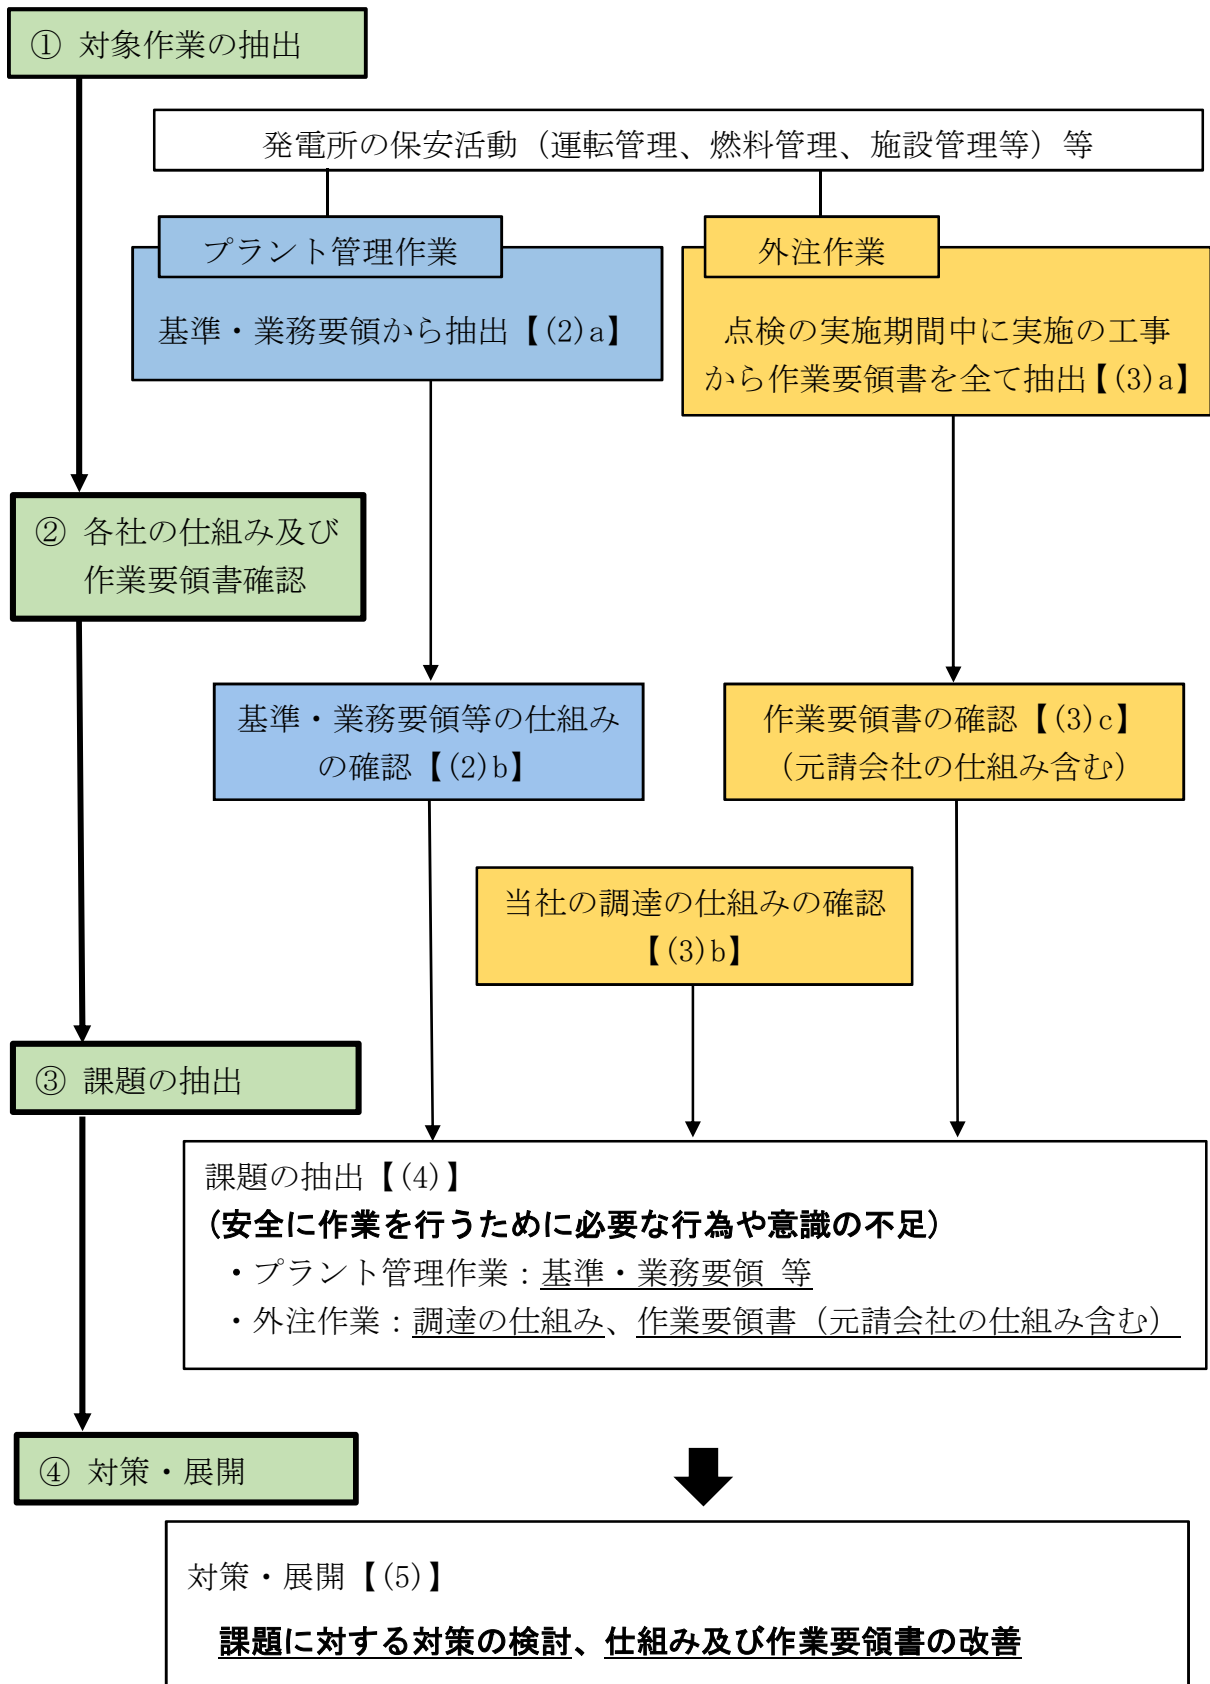 ① 対象作業の抽出
発電所の保安活動（運転管理、燃料管理、施設管理等）等
プラント管理作業
基準・業務要領から抽出【(2)a】
外注作業
点検の実施期間中に実施の工事
から作業要領書を全て抽出【(3)a】
② 各社の仕組み及び
作業要領書確認
基準・業務要領等の仕組み
の確認【(2)b】
作業要領書の確認【(3)c】
（元請会社の仕組み含む）
当社の調達の仕組みの確認
【(3)b】
③ 課題の抽出
課題の抽出【(4)】
(安全に作業を行うために必要な行為や意識の不足)
・プラント管理作業：基準・業務要領 等
・外注作業：調達の仕組み、作業要領書（元請会社の仕組み含む）
④ 対策・展開
対策・展開【(5)】
課題に対する対策の検討、仕組み及び作業要領書の改善